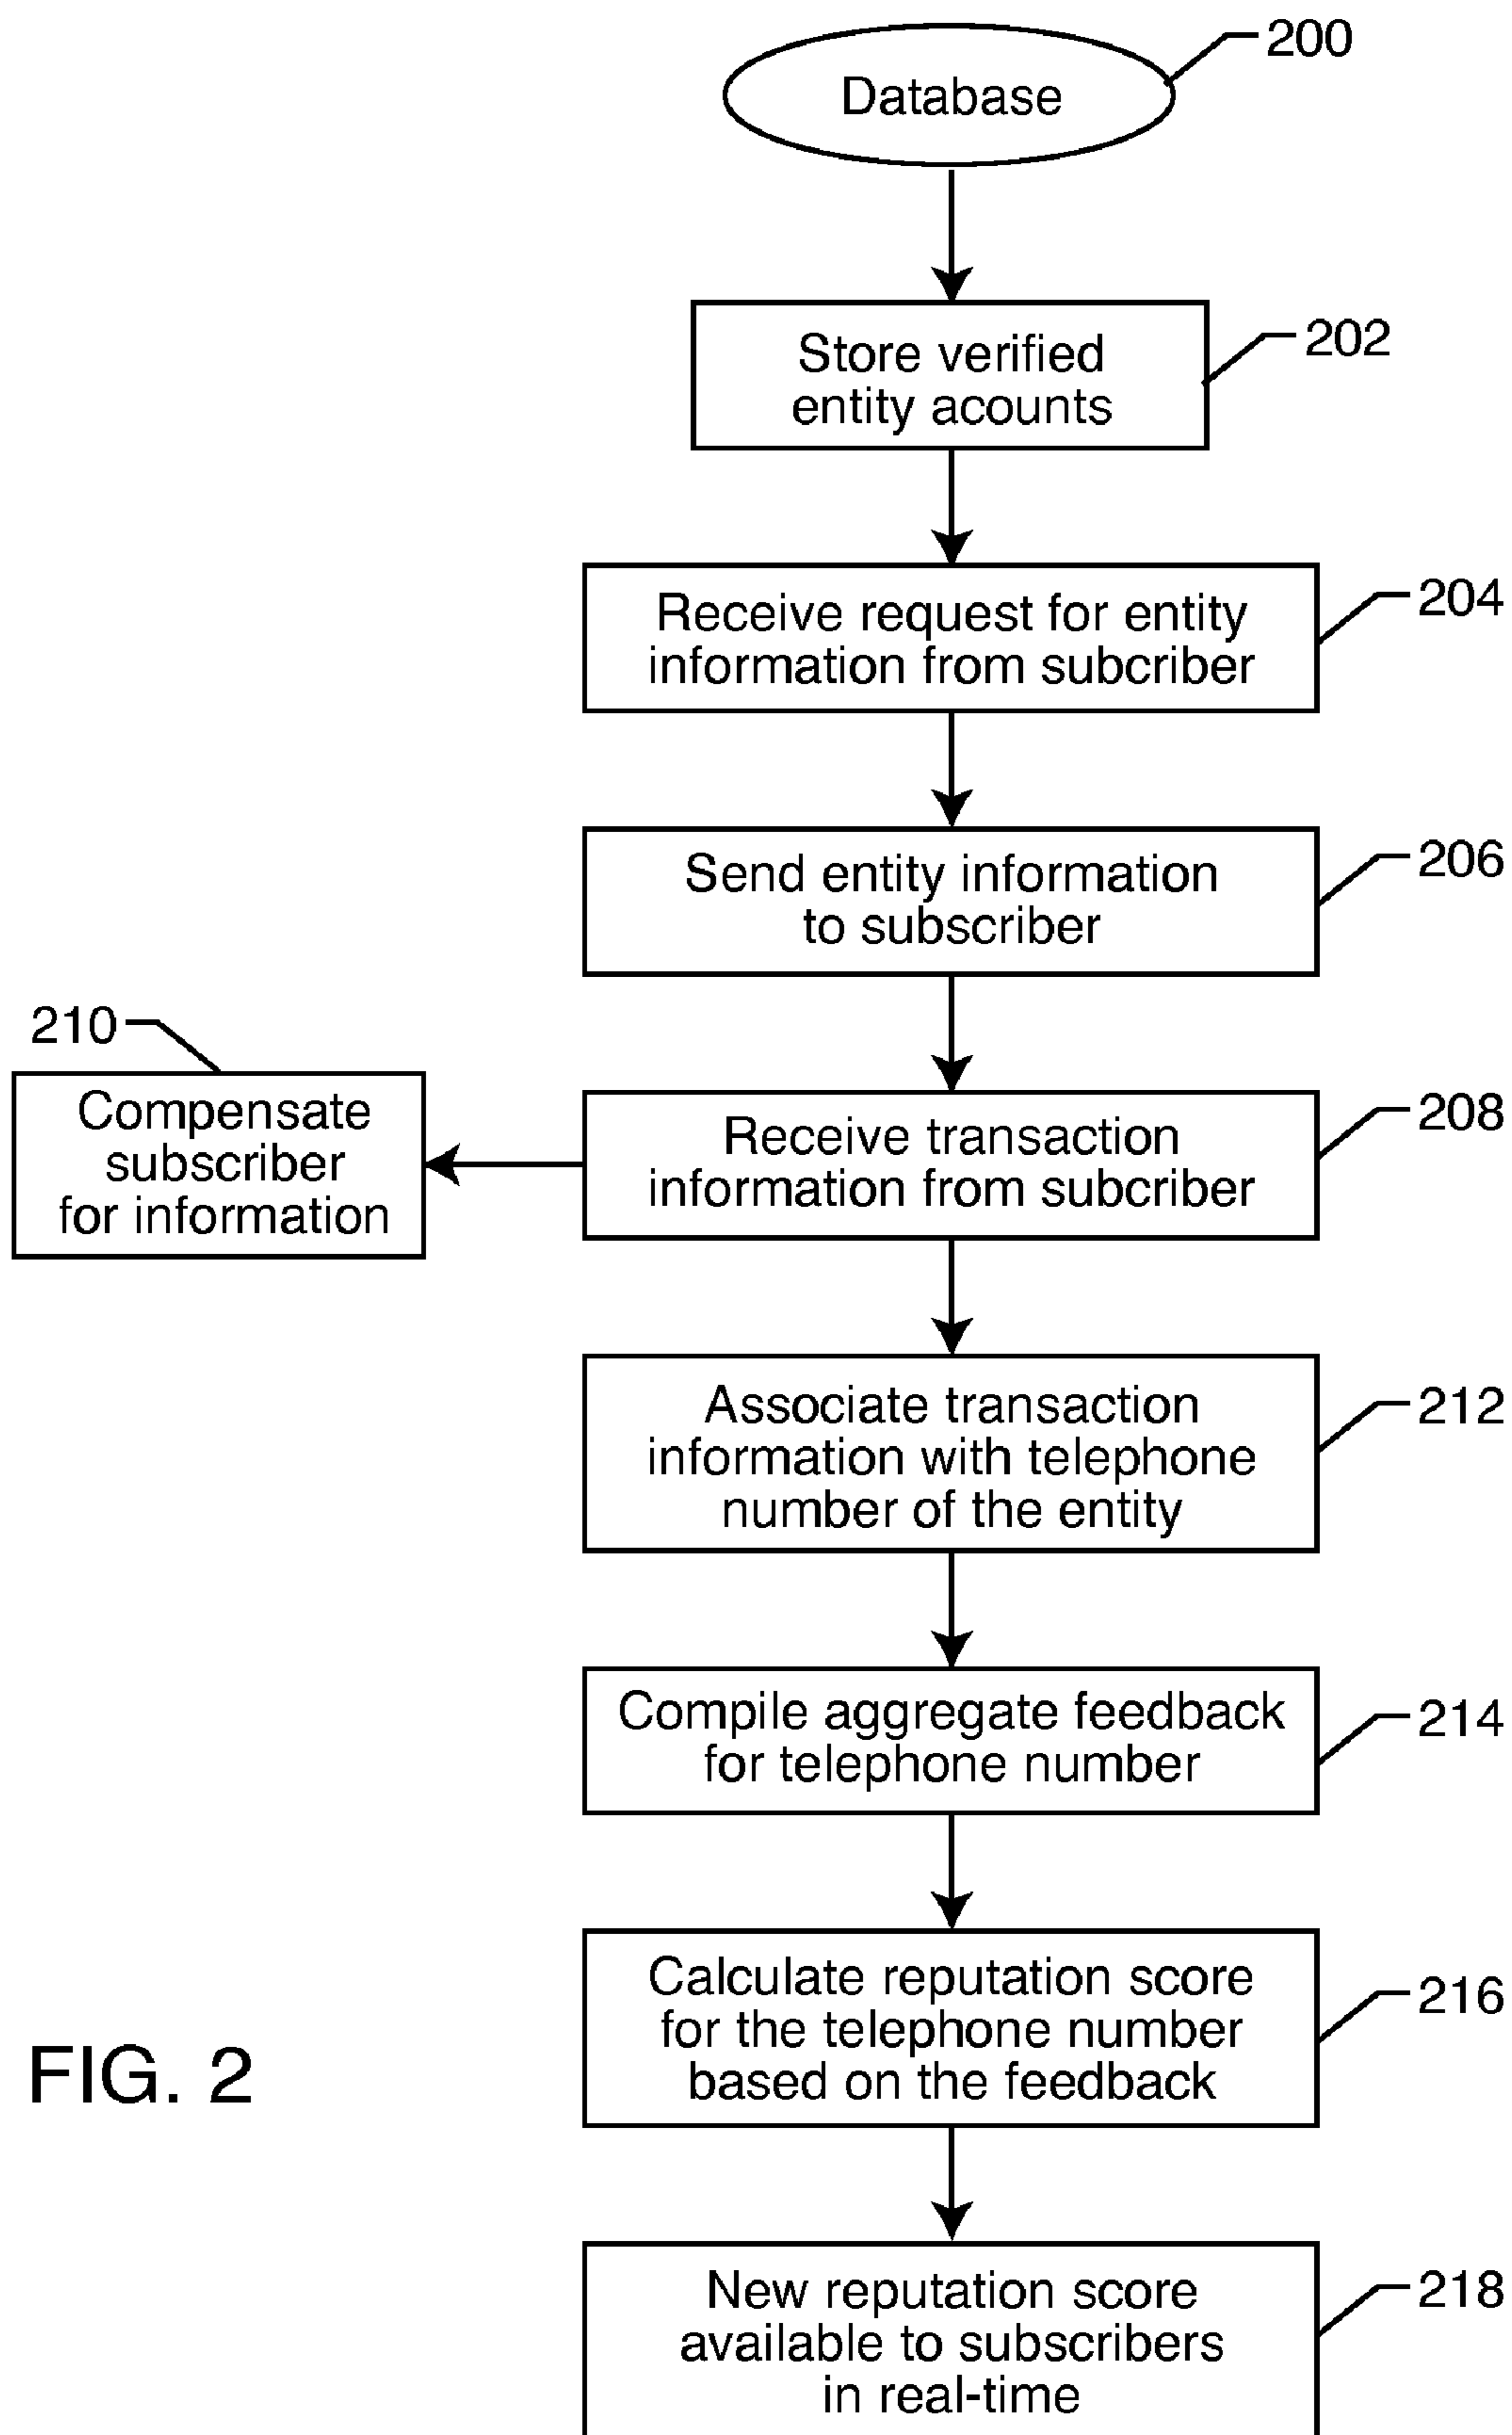 200
Database
202
Store verified
entity acounts
204
Receive request for entity
information from subcriber
206
Send entity information
to subscriber
210
Compensate
subscriber
for information
208
Receive transaction
information from subcriber
212
Associate transaction
information with telephone
number of the entity
214
Compile aggregate feedback
for telephone number
216
Calculate reputation score
for the telephone number
based on the feedback
FIG. 2
218
New reputation score
available to subscribers
in real-time